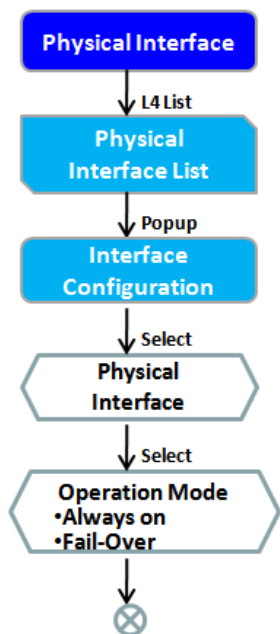 Physical Interface
L4 List
Physical
Interface List
Popup
Interface
Configuration
Select
Physical
Interface
Select
Operation Mode
•Always on
•Fail-Over